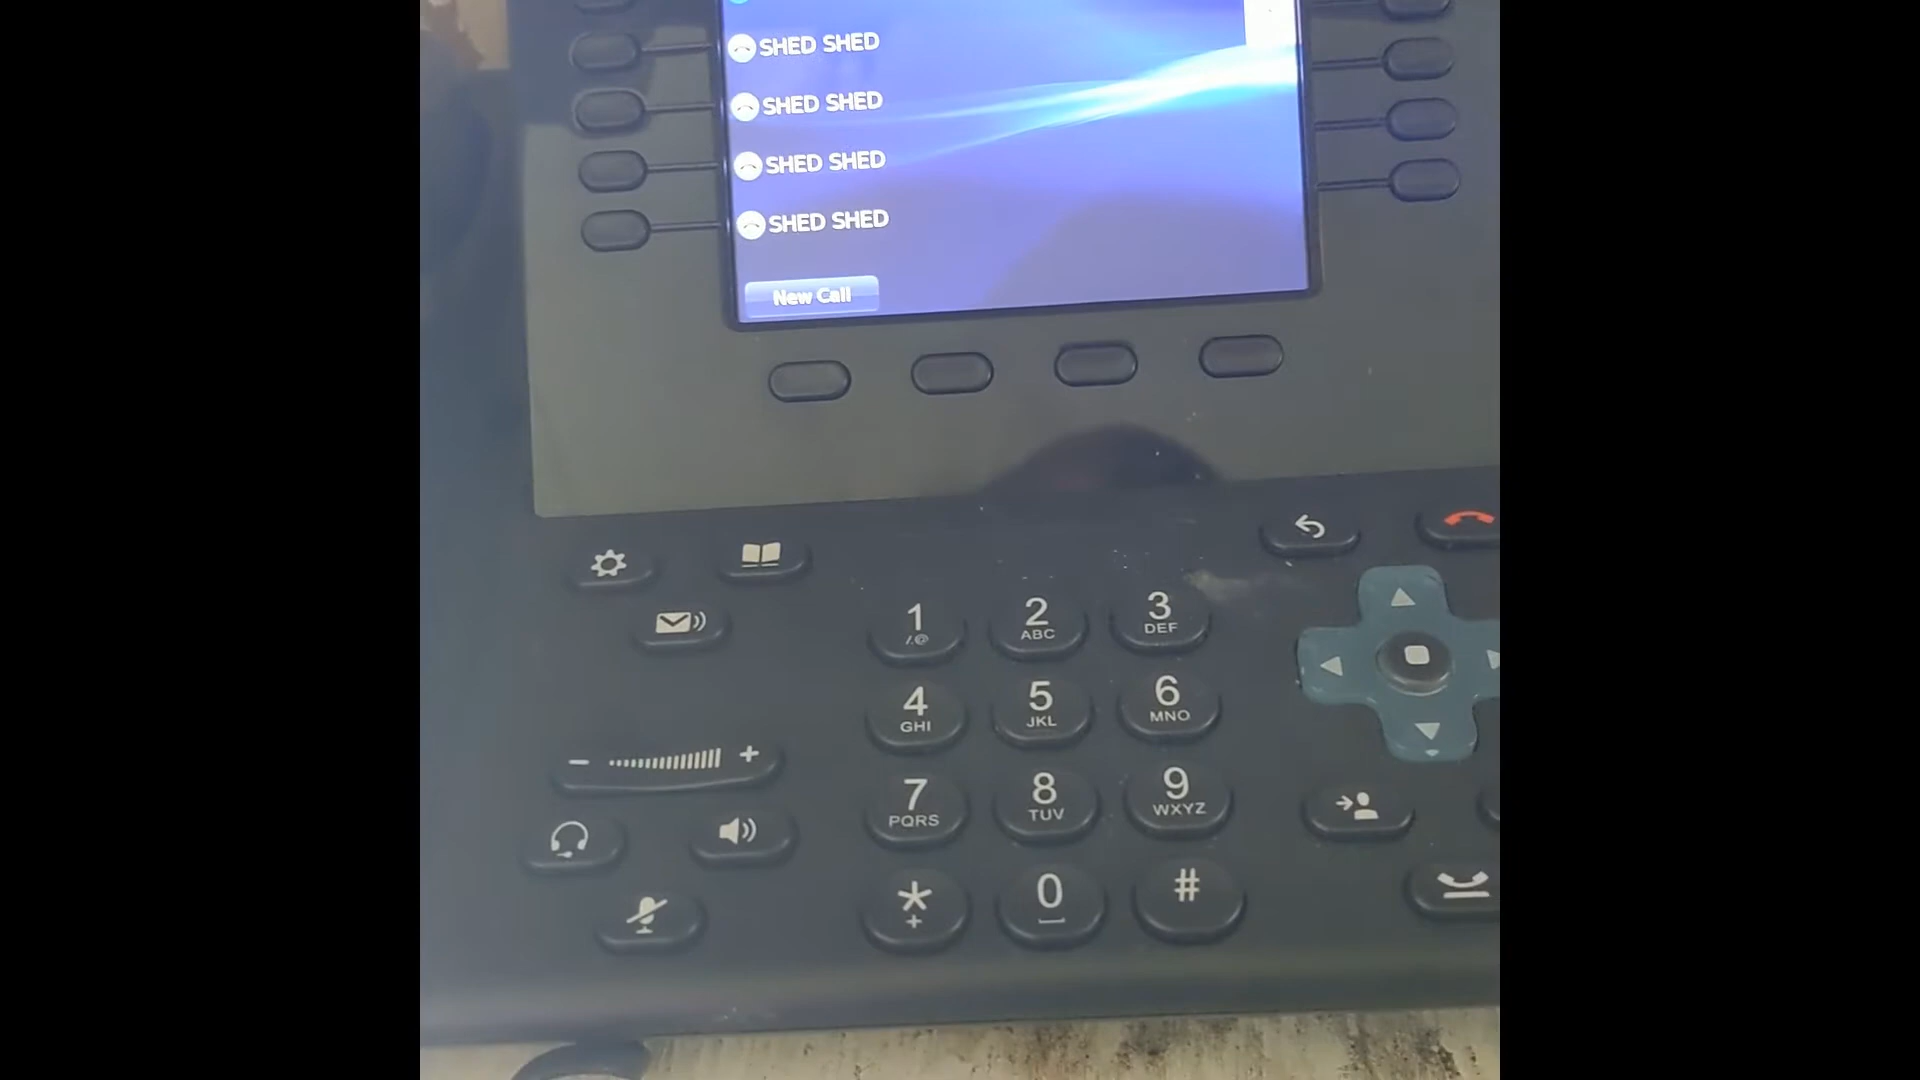 SHED SHED
SHED SHED
SHED SHED
SHED SHED
New Call
1 2 3
/.@ ABC DEF
4 5 6
GHI JKL MNO
7 8 9
PQRS TUV WXYZ
* 0 #
+